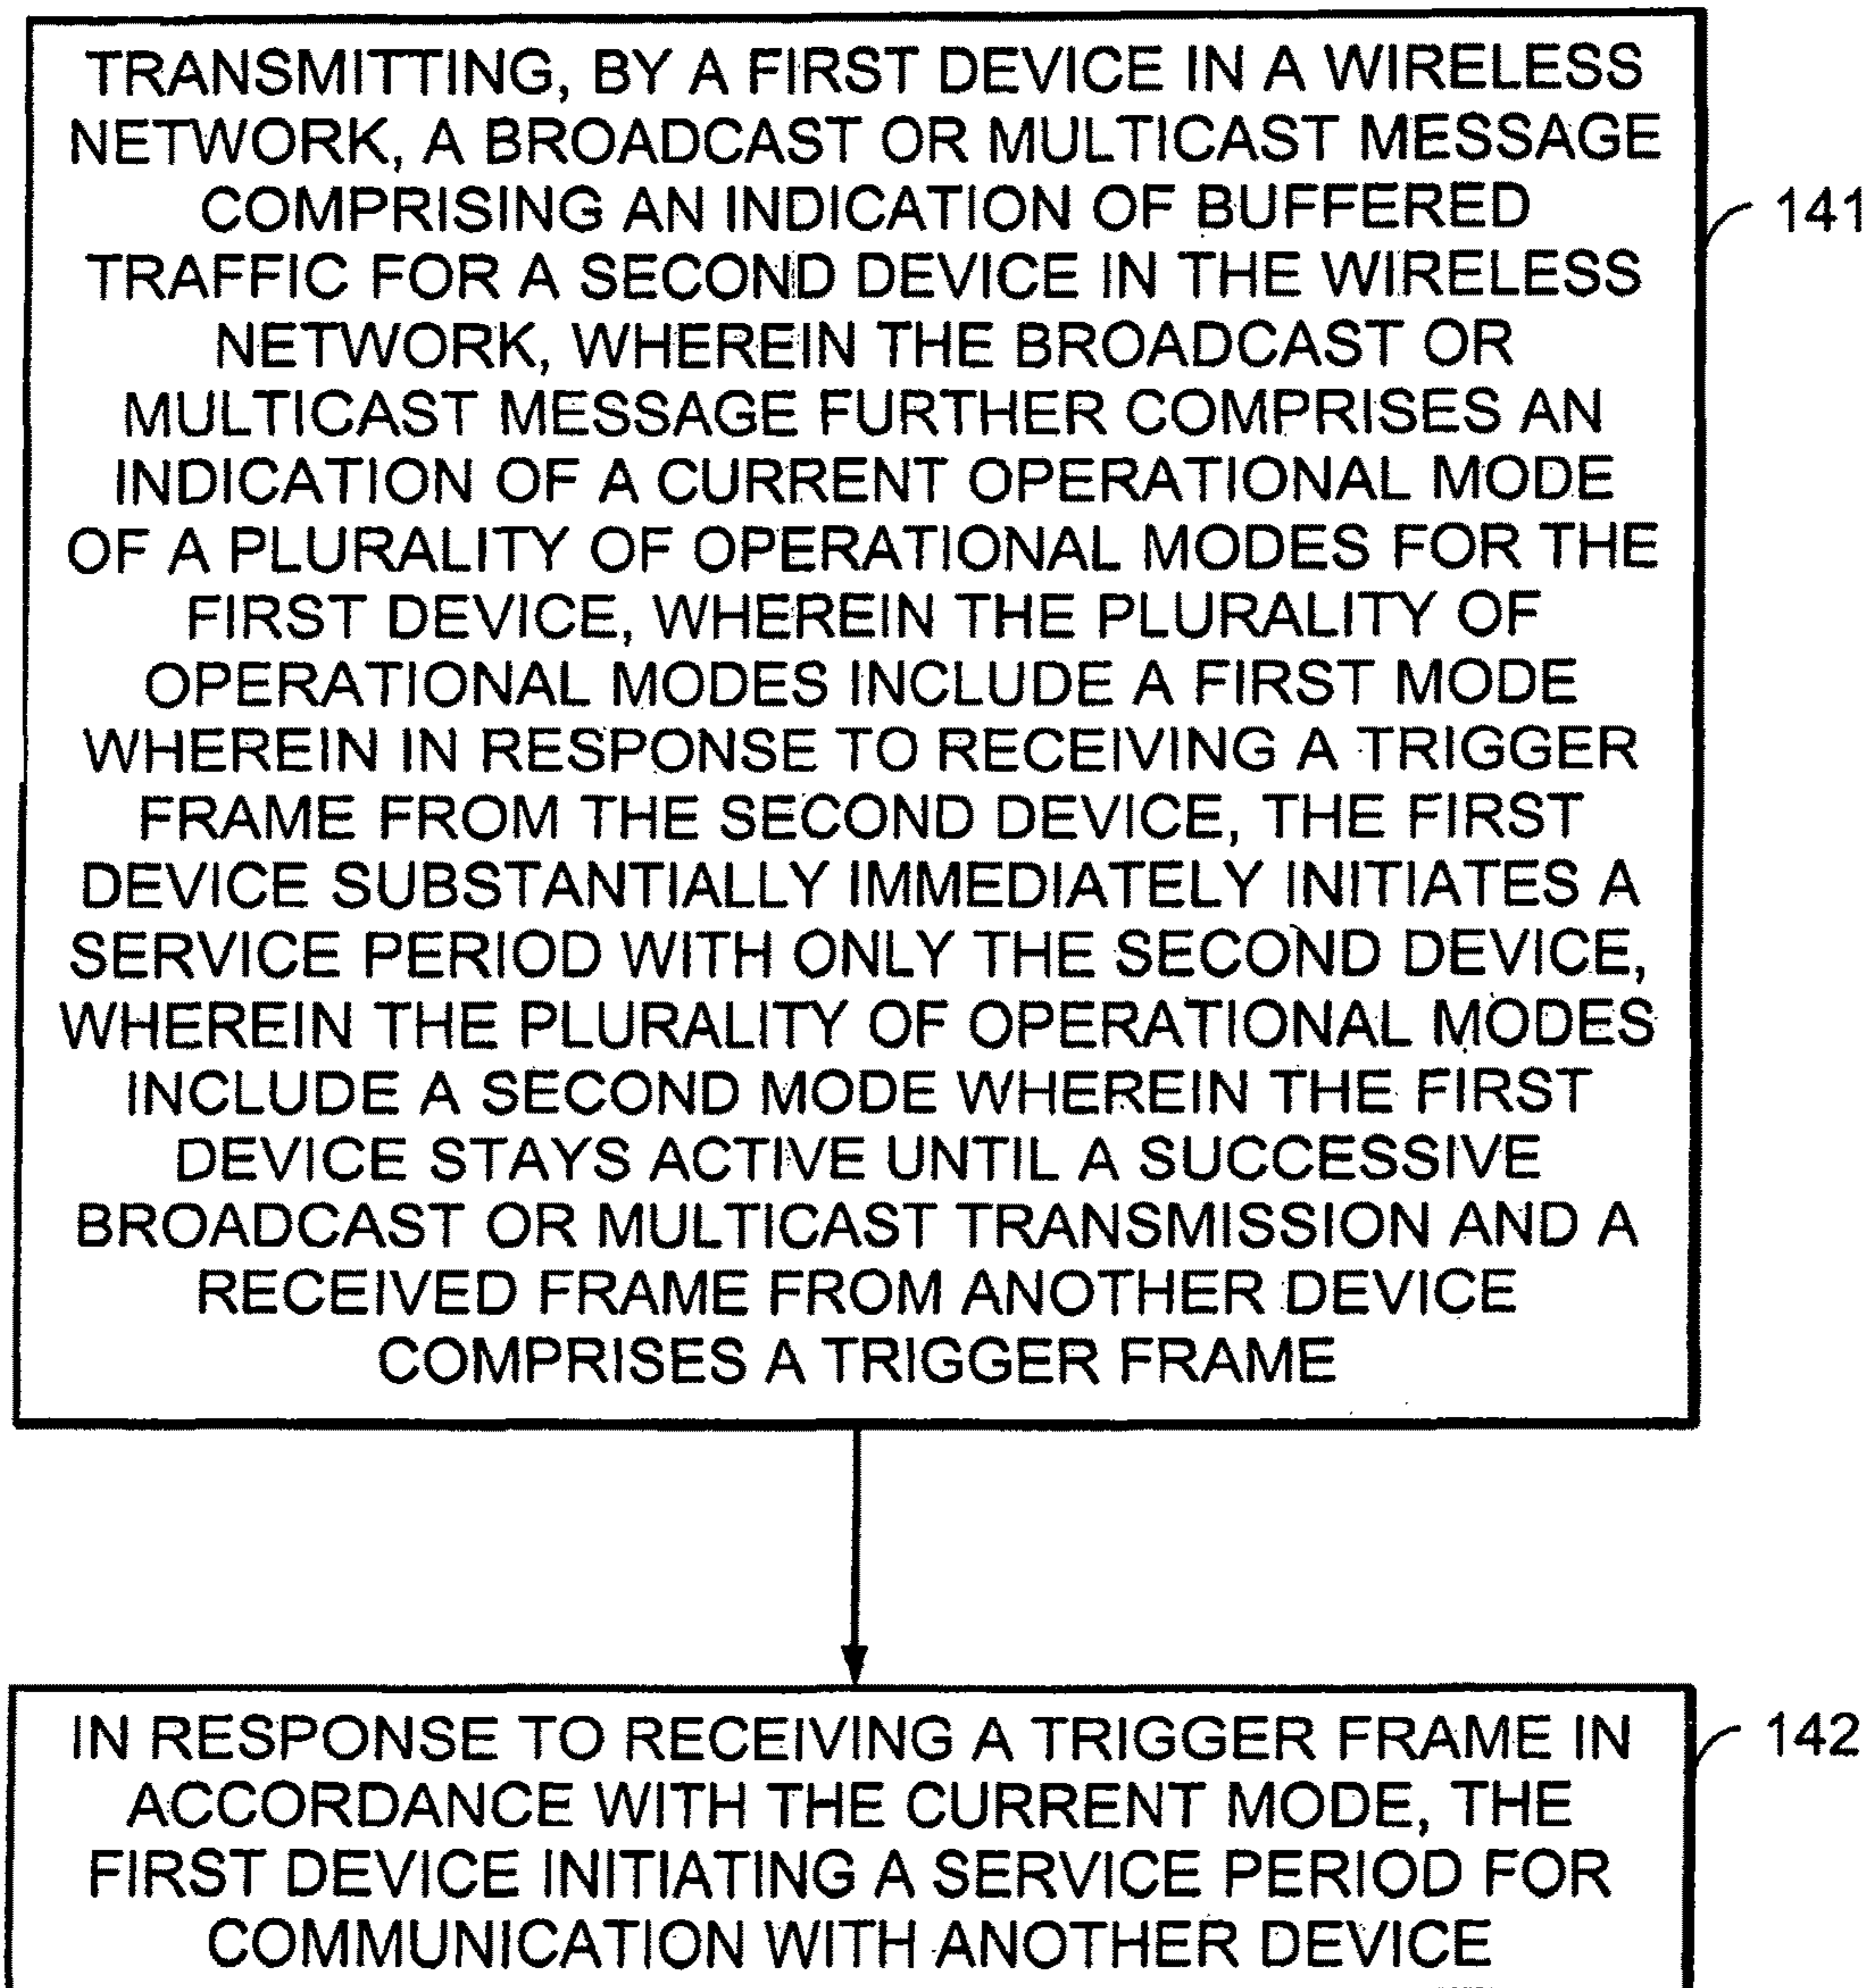 TRANSMITTING, BY A FIRST DEVICE IN A WIRELESS
NETWORK, A BROADCAST OR MULTICAST MESSAGE
COMPRISING AN INDICATION OF BUFFERED
TRAFFIC FOR A SECOND DEVICE IN THE WIRELESS
NETWORK, WHEREIN THE BROADCAST OR
MULTICAST MESSAGE FURTHER COMPRISES AN
INDICATION OF A CURRENT OPERATIONAL MODE
OF A PLURALITY OF OPERATIONAL MODES FOR THE
FIRST DEVICE, WHEREIN THE PLURALITY OF
OPERATIONAL MODES INCLUDE A FIRST MODE
WHEREIN IN RESPONSE TO RECEIVING A TRIGGER
FRAME FROM THE SECOND DEVICE, THE FIRST
DEVICE SUBSTANTIALLY IMMEDIATELY INITIATES A
SERVICE PERIOD WITH ONLY THE SECOND DEVICE,
WHEREIN THE PLURALITY OF OPERATIONAL MODES
INCLUDE A SECOND MODE WHEREIN THE FIRST
DEVICE STAYS ACTIVE UNTIL A SUCCESSIVE
BROADCAST OR MULTICAST TRANSMISSION AND A
RECEIVED FRAME FROM ANOTHER DEVICE
COMPRISES A TRIGGER FRAME
141
IN RESPONSE TO RECEIVING A TRIGGER FRAME IN
ACCORDANCE WITH THE CURRENT MODE, THE
FIRST DEVICE INITIATING A SERVICE PERIOD FOR
COMMUNICATION WITH ANOTHER DEVICE
142